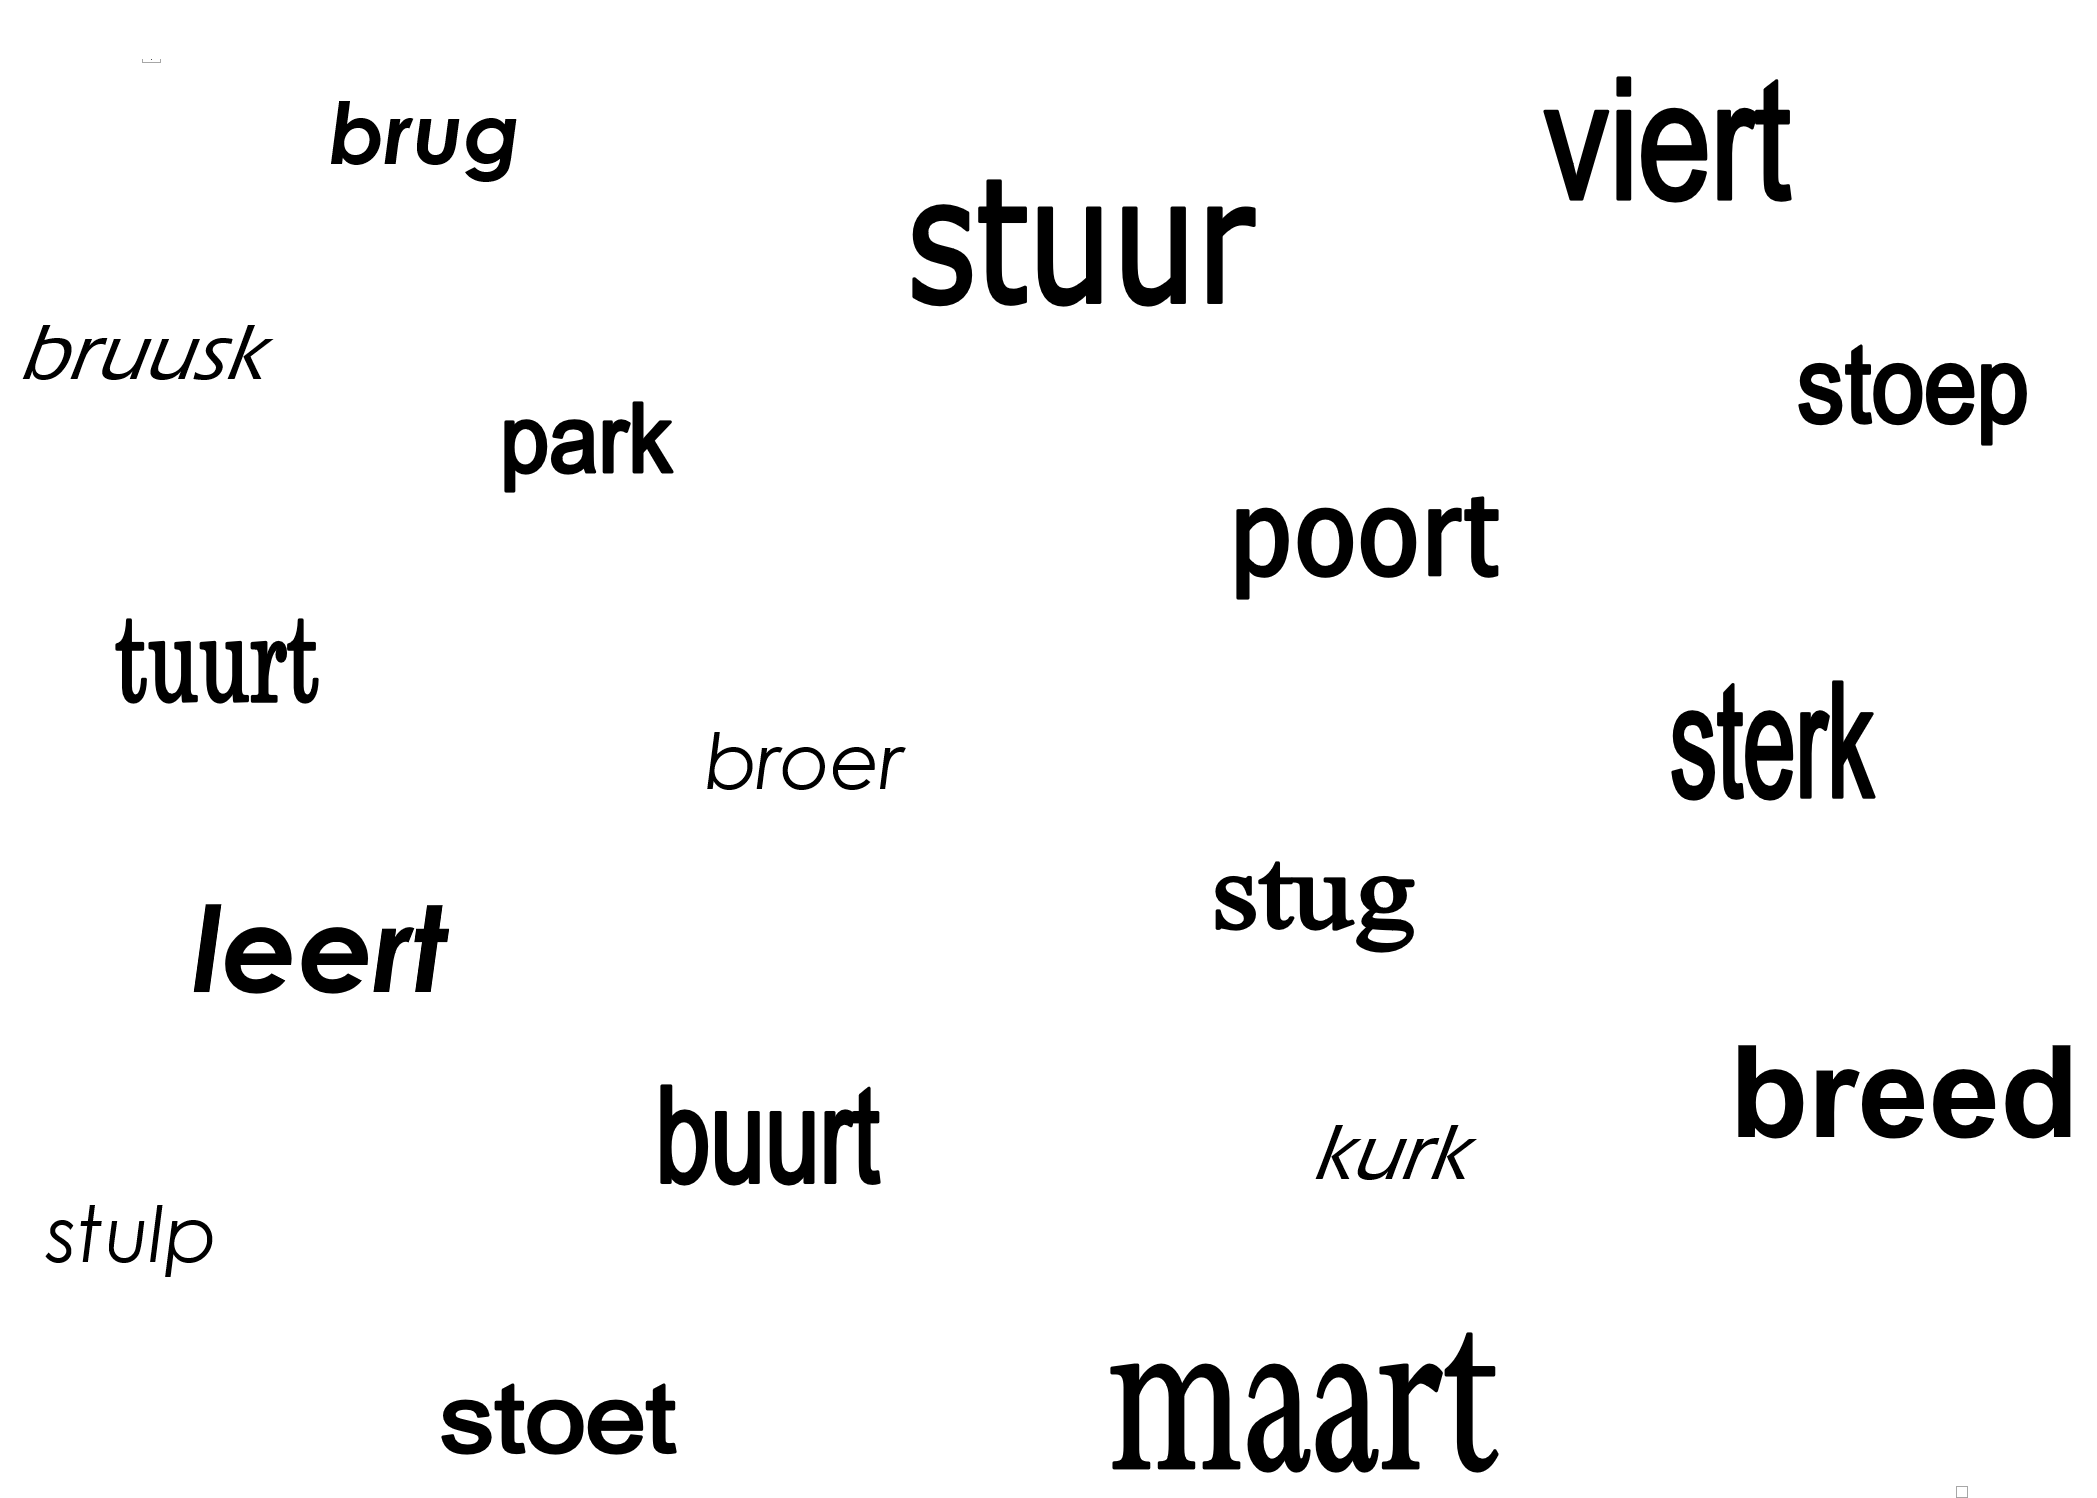 brug
viert
stuur
bruusk
stoep
park
poort
tuurt
sterk
broer
stug
leert
breed
buurt
kurk
stulp
maart
stoet